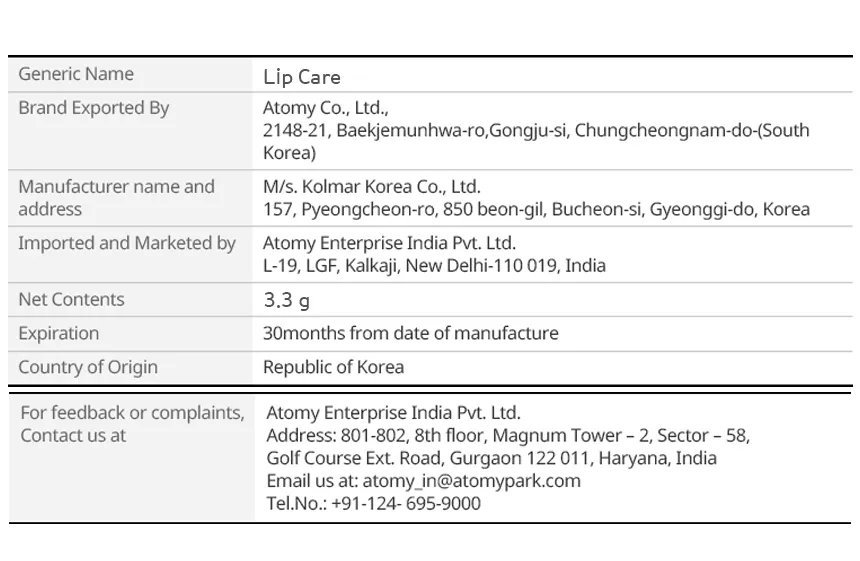 Generic Name
Lip Care
Brand Exported By
Atomy Co., Ltd.,
2148-21, Baekjemunhwa-ro,Gongju-si, Chungcheongnam-do-(South
Korea)
Manufacturer name and
address
M/s. Kolmar Korea Co., Ltd.
157, Pyeongcheon-ro, 850 beon-gil, Bucheon-si, Gyeonggi-do, Korea
Imported and Marketed by
Atomy Enterprise India Pvt. Ltd.
L-19, LGF, Kalkaji, New Delhi-110 019, India
Net Contents
3.3 g
Expiration
30months from date of manufacture
Country of Origin
Republic of Korea
For feedback or complaints,
Contact us at
Atomy Enterprise India Pvt. Ltd.
Address: 801-802, 8th floor, Magnum Tower – 2, Sector – 58,
Golf Course Ext. Road, Gurgaon 122 011, Haryana, India
Email us at: atomy_in@atomypark.com
Tel.No.: +91-124- 695-9000